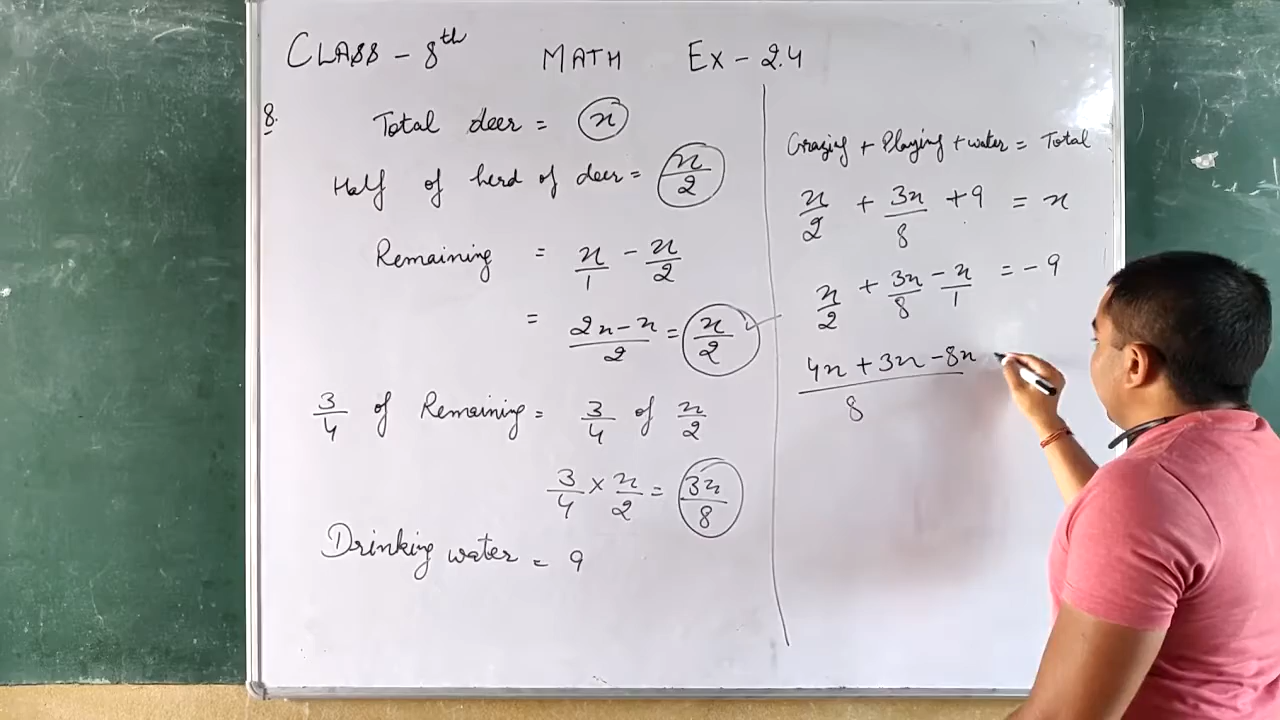 CLASS - 8th MATH EX - 2.4
8. Total deer = x
Half of herd of deer = x/2
Remaining = x/1 - x/2
= 2x - x/2 = x/2
3/4 of Remaining = 3/4 of x/2
3/4 × x/2 = 3x/8
Drinking water = 9
Grazing + Playing + water = Total
x/2 + 3x/8 + 9 = x
x/2 + 3x/8 - x/1 = - 9
4x + 3x - 8x/8